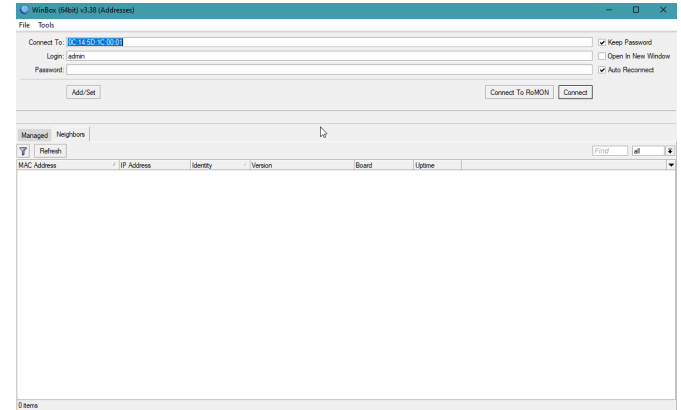 WinBox (64bit) v3.38 (Addresses)
File Tools
Connect To: 0C:14:5D:1C:00:01
Keep Password
Login: admin
Open In New Window
Password:
Auto Reconnect
Add/Set
Connect To RoMON
Connect
Managed
Neighbors
Refresh
Find
all
MAC Address
IP Address
Identity
Version
Board
Uptime
0 items